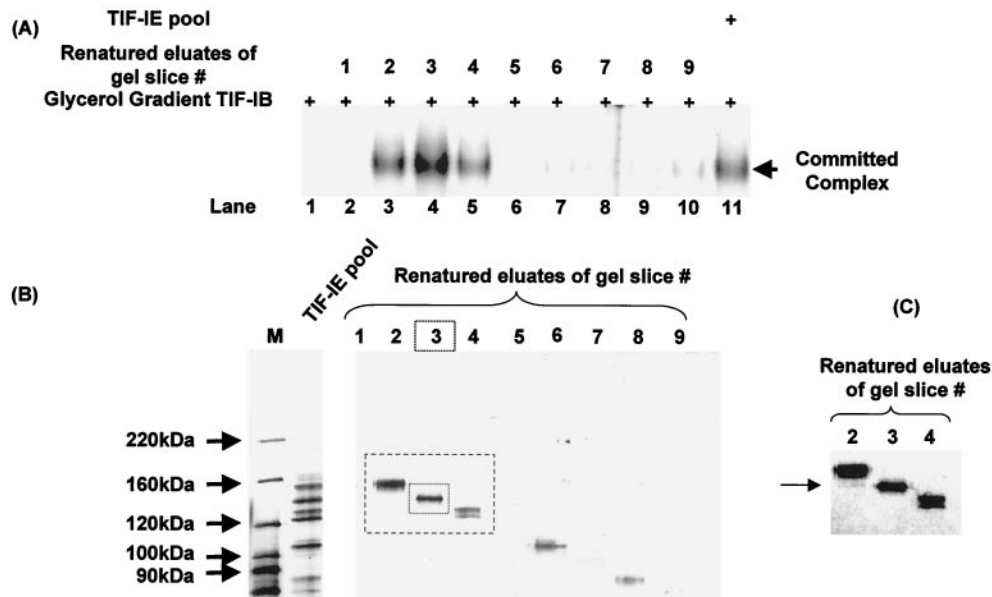 (A)
TIF-IE pool +
Renatured eluates of gel slice # 1 2 3 4 5 6 7 8 9
Glycerol Gradient TIF-IB + + + + + + + + + + +
Committed Complex
Lane 1 2 3 4 5 6 7 8 9 10 11
(B)
M
TIF-IE pool
Renatured eluates of gel slice #
1 2 3 4 5 6 7 8 9
220kDa
160kDa
120kDa
100kDa
90kDa
(C)
Renatured eluates
of gel slice #
2 3 4